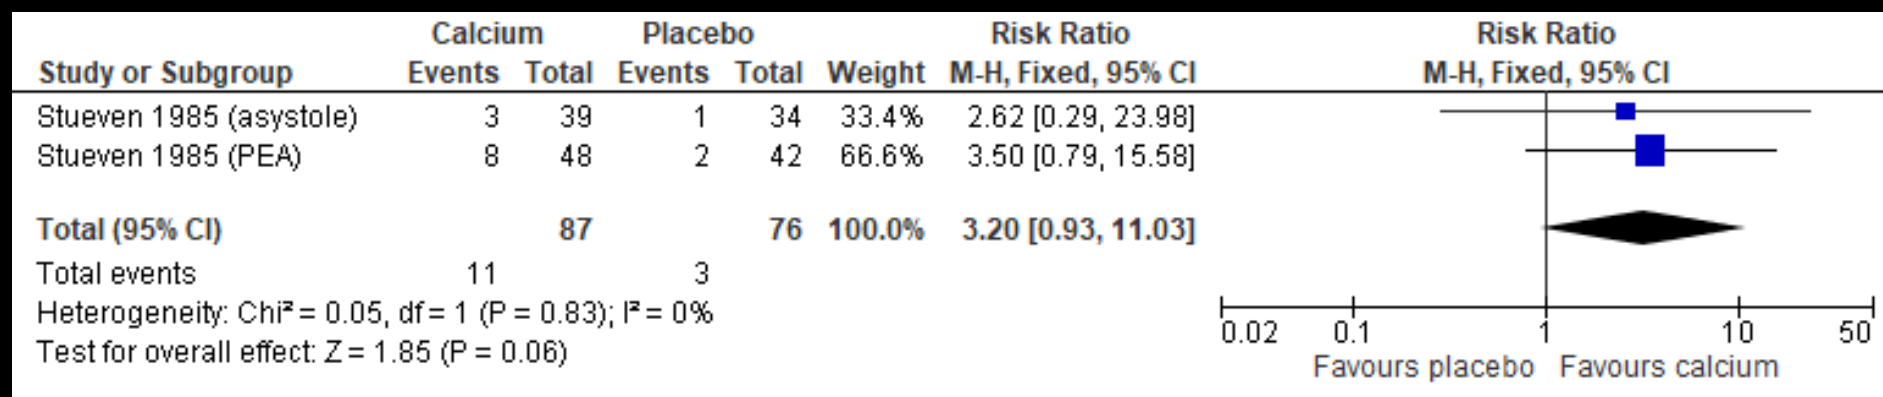 Calcium Placebo Risk Ratio Risk Ratio
Study or Subgroup Events Total Events Total Weight M-H, Fixed, 95% CI M-H, Fixed, 95% CI
Stueven 1985 (asystole) 3 39 1 34 33.4% 2.62 [0.29, 23.98]
Stueven 1985 (PEA) 8 48 2 42 66.6% 3.50 [0.79, 15.58]
Total (95% CI) 87 76 100.0% 3.20 [0.93, 11.03]
Total events 11 3
Heterogeneity: Chi² = 0.05, df = 1 (P = 0.83); I² = 0%
Test for overall effect: Z = 1.85 (P = 0.06)
0.02 0.1 1 10 50
Favours placebo Favours calcium